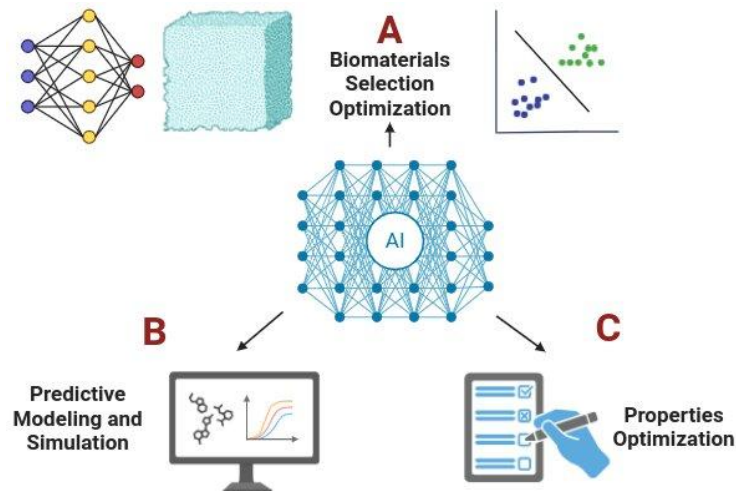 A
Biomaterials
Selection
Optimization
AI
B
C
Predictive
Modeling and
Simulation
Properties
Optimization